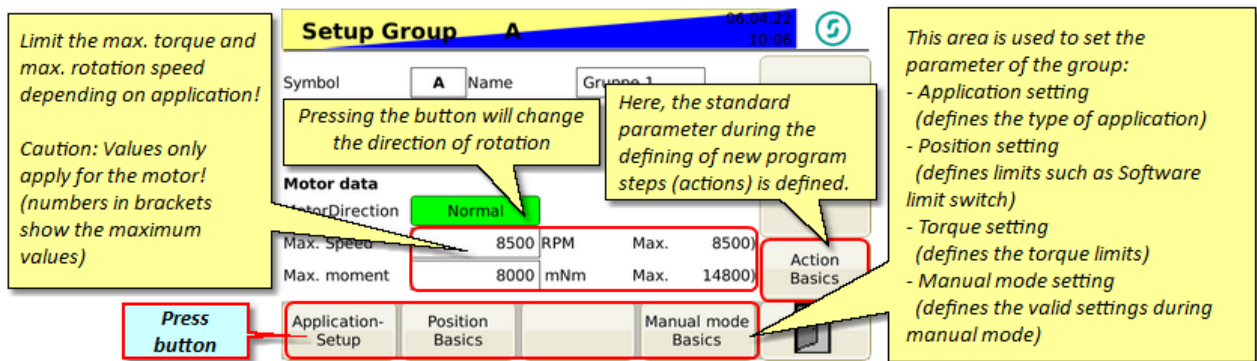 Limit the max. torque and
max. rotation speed
depending on application!
Caution: Values only
apply for the motor!
(numbers in brackets
show the maximum
values)
Setup Group A
06.04.22
10:06
Symbol A Name Gruppe 1
Pressing the button will change
the direction of rotation
Here, the standard
parameter during the
defining of new program
steps (actions) is defined.
Motor data
MotorDirection Normal
Max. Speed 8500 RPM Max. 8500)
Max. moment 8000 mNm Max. 14800)
Action
Basics
Press
button
Application-
Setup
Position
Basics
Manual mode
Basics
This area is used to set the
parameter of the group:
- Application setting
(defines the type of application)
- Position setting
(defines limits such as Software
limit switch)
- Torque setting
(defines the torque limits)
- Manual mode setting
(defines the valid settings during
manual mode)